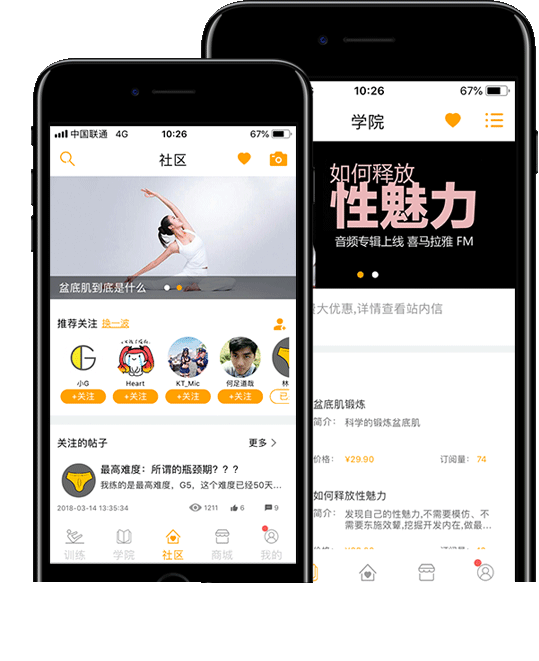 中国联通 4G 10:26 67%
社区
盆底肌到底是什么
推荐关注 换一波
小G Heart KT_Mic 何足道哉 林
+关注 +关注 +关注 +关注 已
关注的帖子 更多
最高难度：所谓的瓶颈期？？？
我练的是最高难度，G5，这个难度已经50天...
2018-03-14 13:35:34 1211 6 9
训练 学院 社区 商城 我的
10:26 67%
学院
如何释放
性魅力
音频专辑上线 喜马拉雅 FM
大优惠,详情查看站内信
盆底肌锻炼
简介： 科学的锻炼盆底肌
价格： ¥29.90 订阅量： 74
如何释放性魅力
简介： 发现自己的性魅力,不需要模仿、不
需要东施效颦,挖掘开发内在,做最...